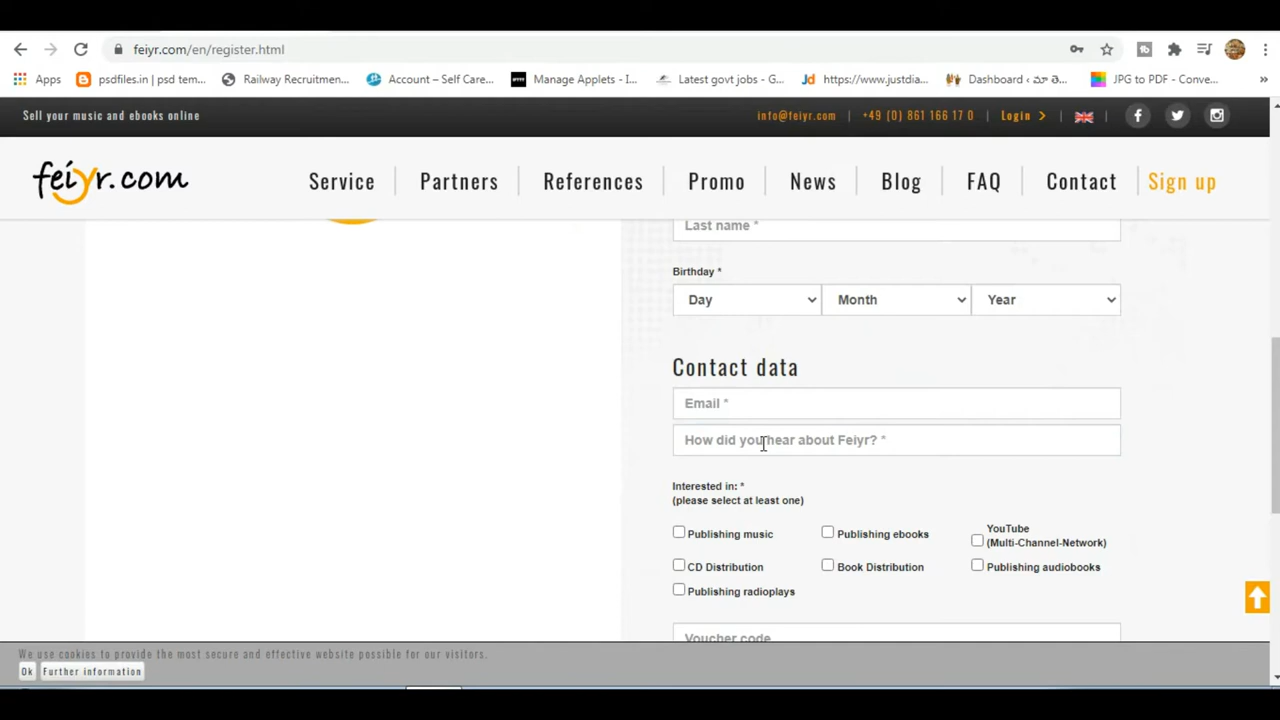 feiyr.com/en/register.html
Apps psdfiles.in | psd tem... Railway Recruitmen... Account – Self Care... Manage Applets - I... Latest govt jobs - G... Jd https://www.justdia... Dashboard ‹ మా తె... JPG to PDF - Conve... »
Sell your music and ebooks online info@feiyr.com | +49 (0) 861 166 17 0 | Login > | |
feiyr.com Service Partners References Promo News Blog FAQ Contact Sign up
Last name *
Birthday *
Day Month Year
Contact data
Email *
How did you hear about Feiyr? *
Interested in: *
(please select at least one)
Publishing music Publishing ebooks YouTube
(Multi-Channel-Network)
CD Distribution Book Distribution Publishing audiobooks
Publishing radioplays
Voucher code
We use cookies to provide the most secure and effective website possible for our visitors.
Ok Further information